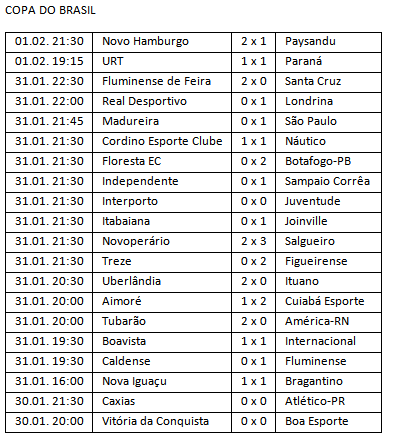 COPA DO BRASIL
01.02. 21:30 Novo Hamburgo 2 x 1 Paysandu
01.02. 19:15 URT 1 x 1 Paraná
31.01. 22:30 Fluminense de Feira 2 x 0 Santa Cruz
31.01. 22:00 Real Desportivo 0 x 1 Londrina
31.01. 21:45 Madureira 0 x 1 São Paulo
31.01. 21:30 Cordino Esporte Clube 1 x 1 Náutico
31.01. 21:30 Floresta EC 0 x 2 Botafogo-PB
31.01. 21:30 Independente 0 x 1 Sampaio Corrêa
31.01. 21:30 Interporto 0 x 0 Juventude
31.01. 21:30 Itabaiana 0 x 1 Joinville
31.01. 21:30 Novoperário 2 x 3 Salgueiro
31.01. 21:30 Treze 0 x 2 Figueirense
31.01. 20:30 Uberlândia 2 x 0 Ituano
31.01. 20:00 Aimoré 1 x 2 Cuiabá Esporte
31.01. 20:00 Tubarão 2 x 0 América-RN
31.01. 19:30 Boavista 1 x 1 Internacional
31.01. 19:30 Caldense 0 x 1 Fluminense
31.01. 16:00 Nova Iguaçu 1 x 1 Bragantino
30.01. 21:30 Caxias 0 x 0 Atlético-PR
30.01. 20:00 Vitória da Conquista 0 x 0 Boa Esporte